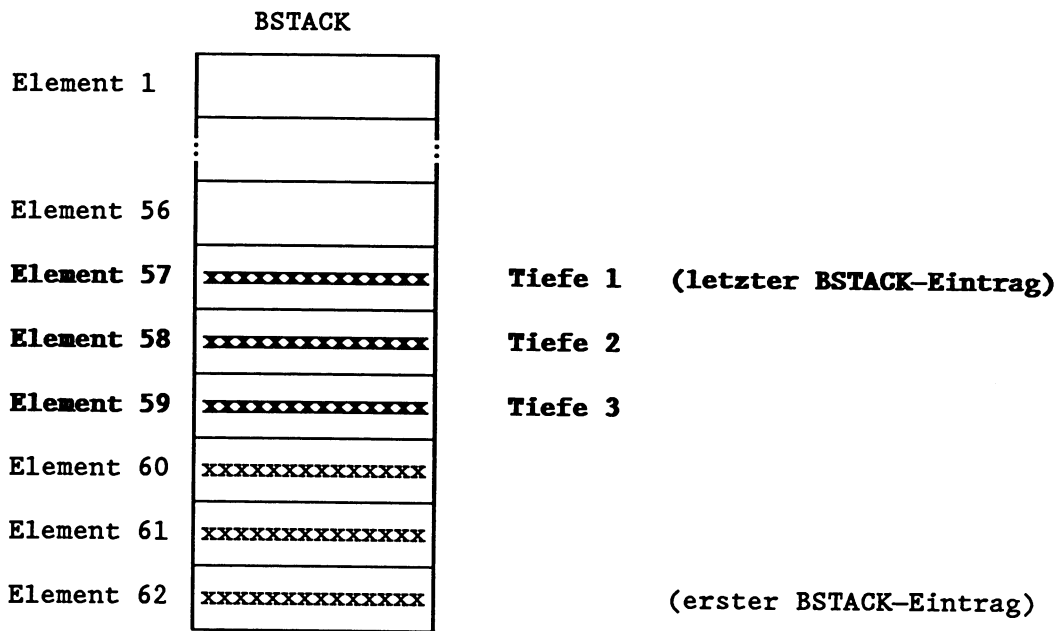 BSTACK
Element 1
Element 56
Element 57 xxxxxxxxxxxxxx Tiefe 1 (letzter BSTACK–Eintrag)
Element 58 xxxxxxxxxxxxxx Tiefe 2
Element 59 xxxxxxxxxxxxxx Tiefe 3
Element 60 xxxxxxxxxxxxxx
Element 61 xxxxxxxxxxxxxx
Element 62 xxxxxxxxxxxxxx (erster BSTACK–Eintrag)